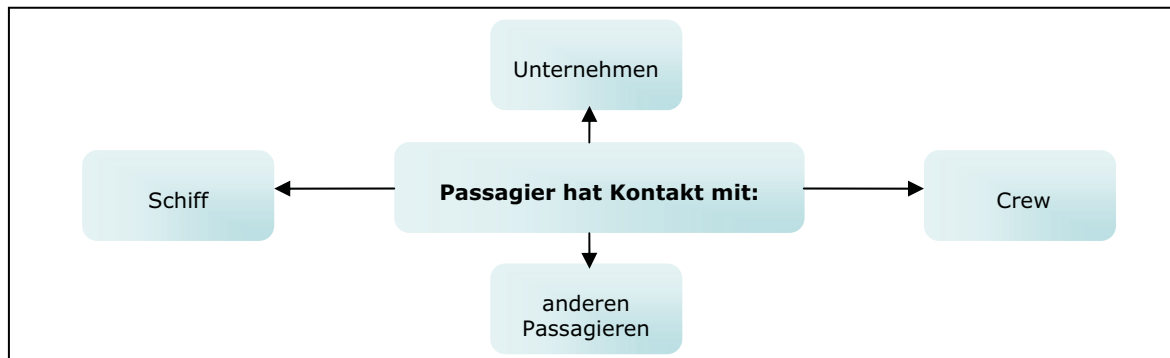 Unternehmen
Schiff
Passagier hat Kontakt mit:
Crew
anderen
Passagieren